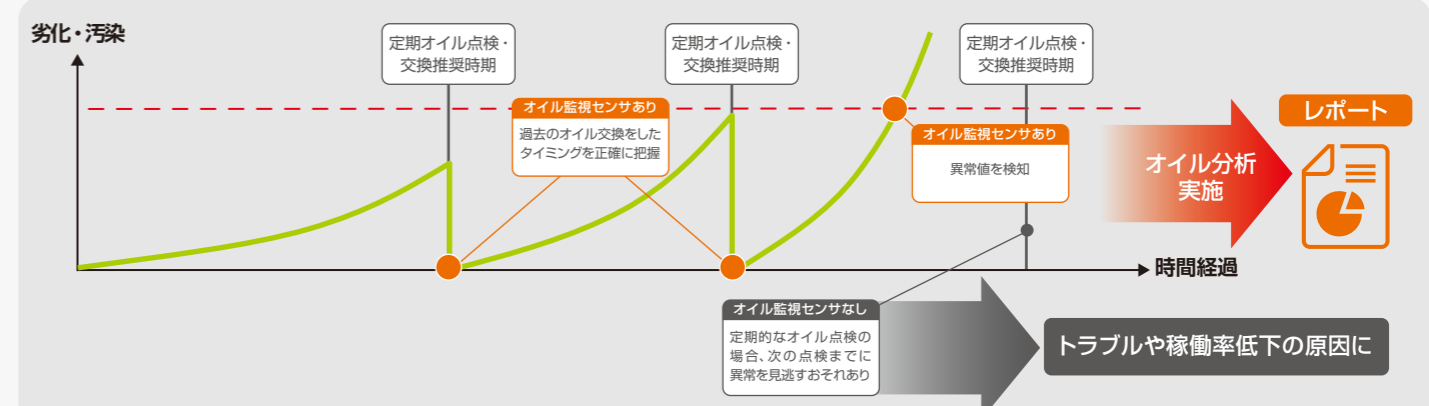 劣化・汚染
定期オイル点検・
交換推奨時期
定期オイル点検・
交換推奨時期
定期オイル点検・
交換推奨時期
オイル監視センサあり
過去のオイル交換をした
タイミングを正確に把握
オイル監視センサあり
異常値を検知
オイル分析
実施
レポート
時間経過
オイル監視センサなし
定期的なオイル点検の
場合、次の点検までに
異常を見逃すおそれあり
トラブルや稼働率低下の原因に